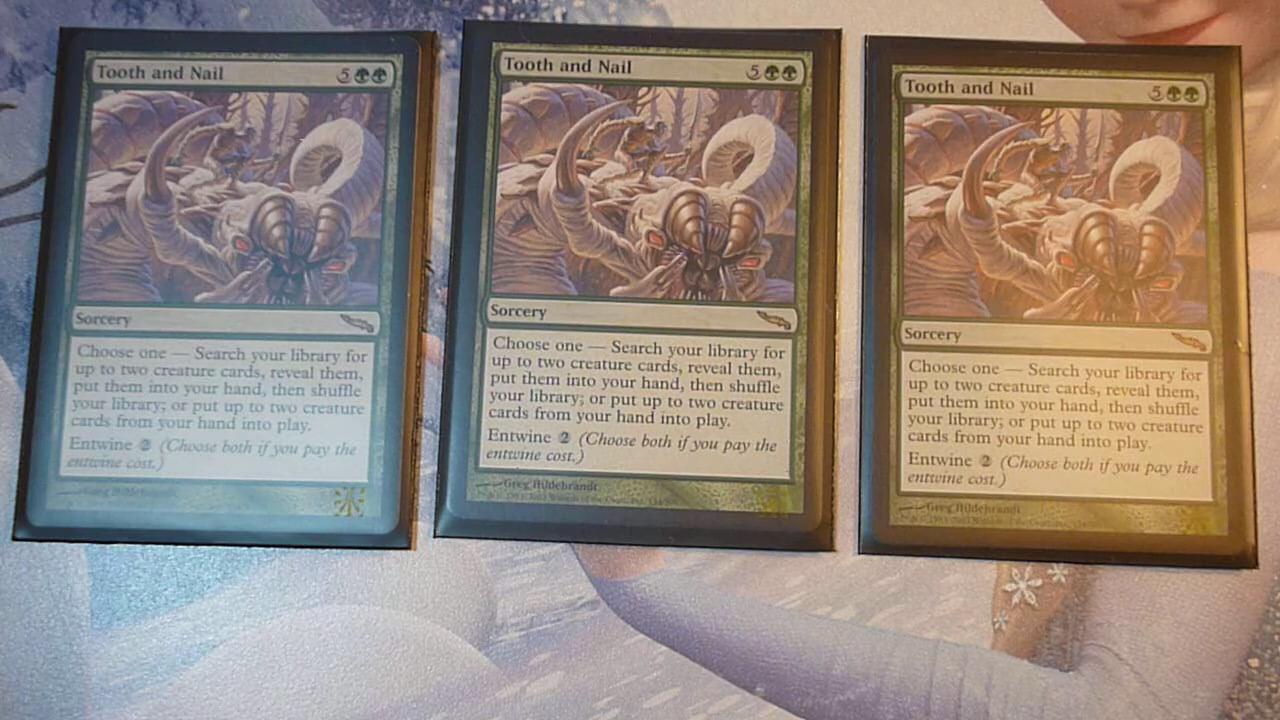 Tooth and Nail 5
Sorcery
Choose one — Search your library for
up to two creature cards, reveal them,
put them into your hand, then shuffle
your library; or put up to two creature
cards from your hand into play.
Entwine 2 (Choose both if you pay the
entwine cost.)
Tooth and Nail 5
Sorcery
Choose one — Search your library for
up to two creature cards, reveal them,
put them into your hand, then shuffle
your library; or put up to two creature
cards from your hand into play.
Entwine 2 (Choose both if you pay the
entwine cost.)
Greg Hildebrandt
Tooth and Nail 5
Sorcery
Choose one — Search your library for
up to two creature cards, reveal them,
put them into your hand, then shuffle
your library; or put up to two creature
cards from your hand into play.
Entwine 2 (Choose both if you pay the
entwine cost.)
Greg Hildebrandt